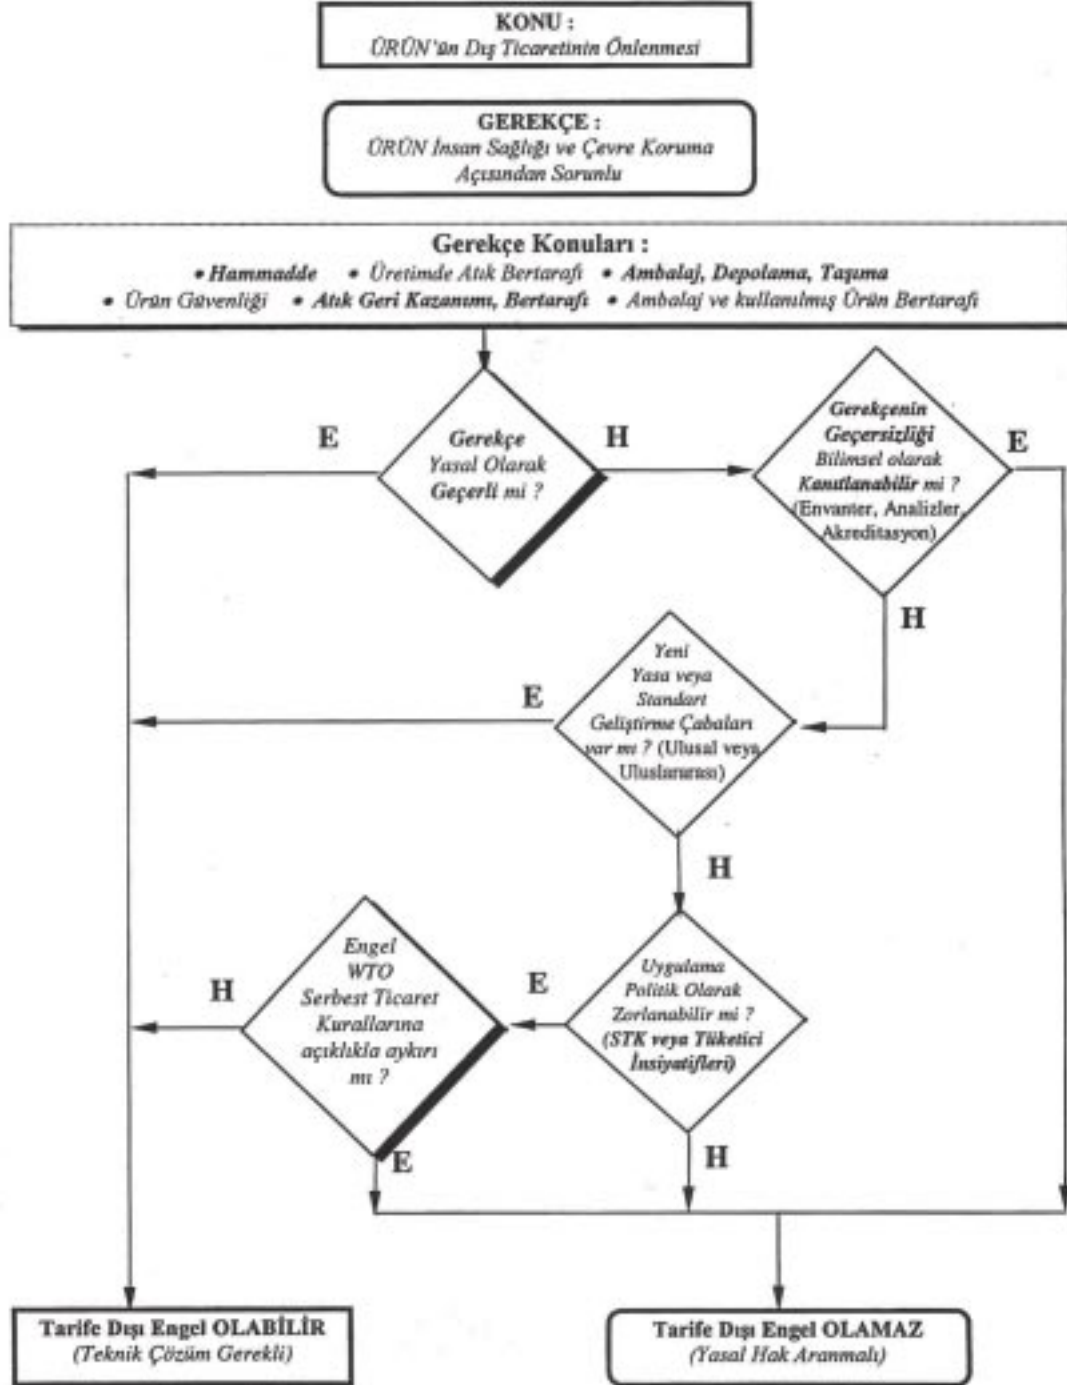 KONU :
ÜRÜN'ün Dış Ticaretinin Önlenmesi
GEREKÇE :
ÜRÜN İnsan Sağlığı ve Çevre Koruma
Açısından Sorunlu
Gerekçe Konuları :
• Hammadde • Üretimde Atık Bertarafı • Ambalaj, Depolama, Taşıma
• Ürün Güvenliği • Atık Geri Kazanımı, Bertarafı • Ambalaj ve kullanılmış Ürün Bertarafı
E
Gerekçe
Yasal Olarak
Geçerli mi ?
H
Gerekçenin
Geçersizliği
Bilimsel olarak
Kanıtlanabilir mi ?
(Envanter, Analizler,
Akreditasyon)
E
H
E
Yeni
Yasa veya
Standart
Geliştirme Çabaları
var mı ? (Ulusal veya
Uluslararası)
H
H
Engel
WTO
Serbest Ticaret
Kurallarına
açıklıkla aykırı
mı ?
E
E
Uygulama
Politik Olarak
Zorlanabilir mi ?
(STK veya Tüketici
İnsiyatifleri)
H
Tarife Dışı Engel OLABİLİR
(Teknik Çözüm Gerekli)
Tarife Dışı Engel OLAMAZ
(Yasal Hak Aranmalı)